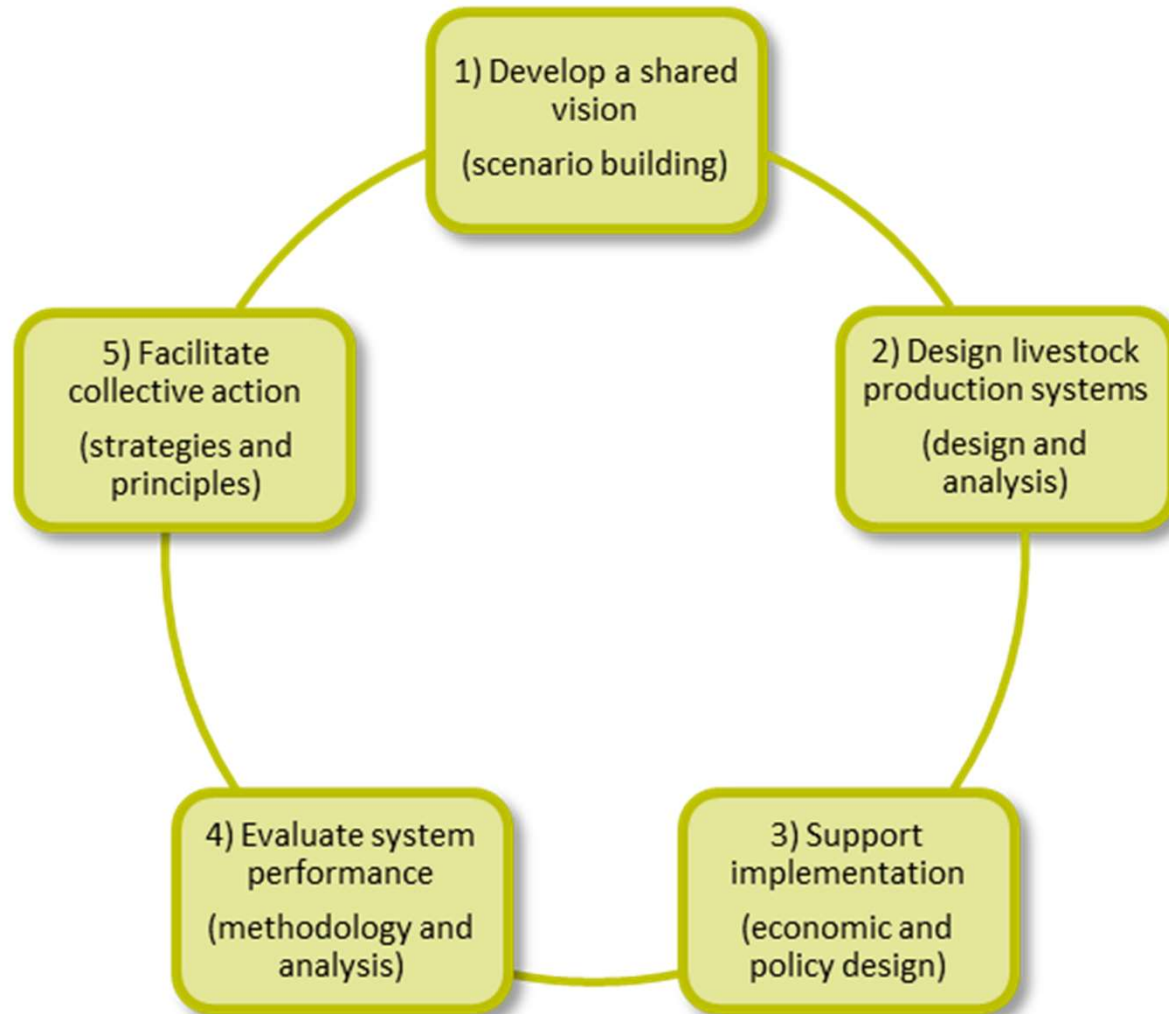 1) Develop a shared
vision
(scenario building)
2) Design livestock
production systems
(design and
analysis)
3) Support
implementation
(economic and
policy design)
4) Evaluate system
performance
(methodology and
analysis)
5) Facilitate
collective action
(strategies and
principles)